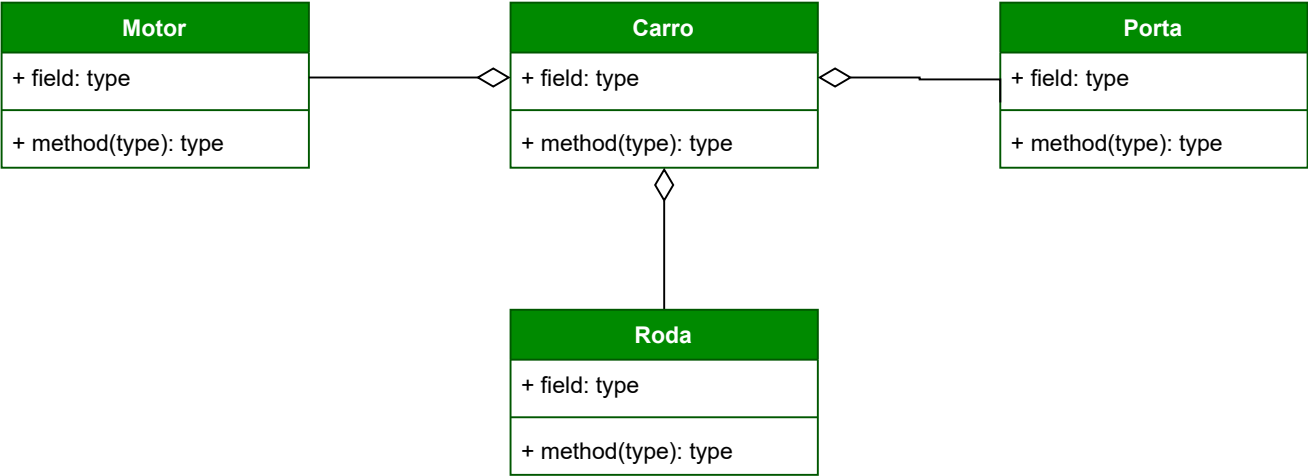 Motor
+ field: type
+ method(type): type
Carro
+ field: type
+ method(type): type
Porta
+ field: type
+ method(type): type
Roda
+ field: type
+ method(type): type